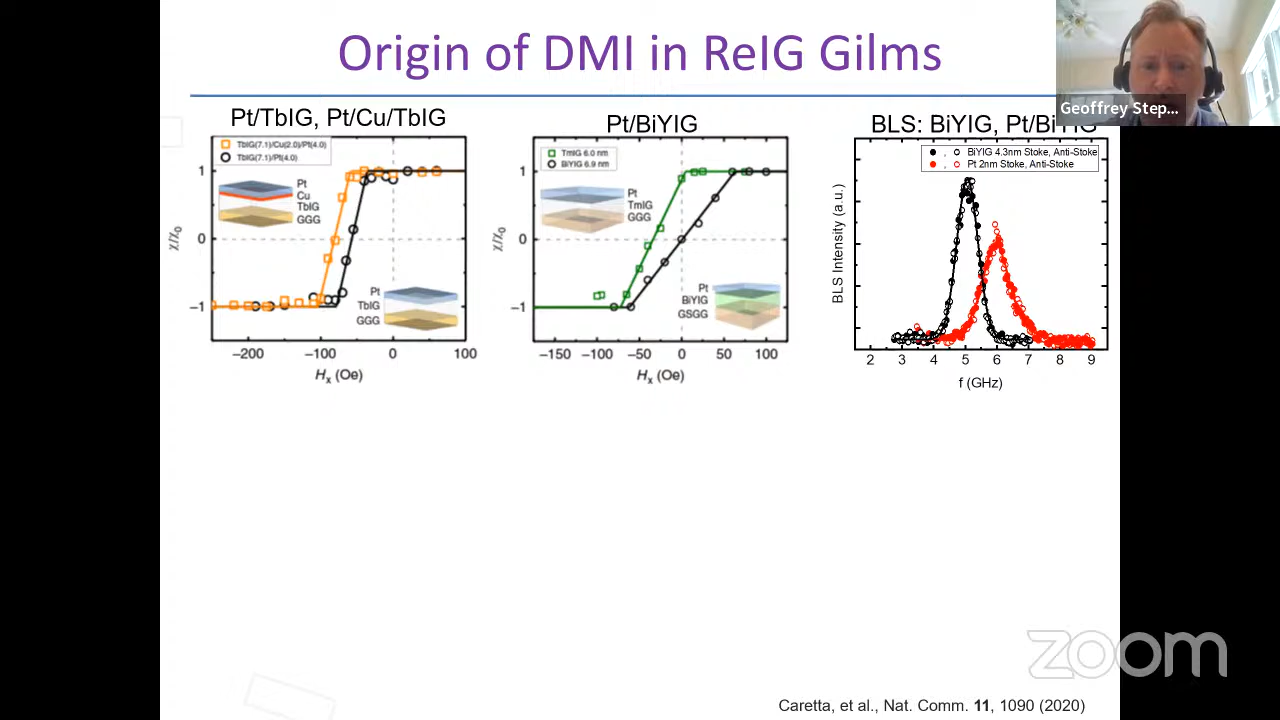 Origin of DMI in ReIG Gilms
Geoffrey Step...
Pt/TbIG, Pt/Cu/TbIG
TbIG(7.1)/Cu(2.0)/Pt(4.0)
TbIG(7.1)/Pt(4.0)
Pt
Cu
TbIG
GGG
Pt
TbIG
GGG
χ/χ0
1
0
−1
−200
−100
0
100
Hx (Oe)
Pt/BiYIG
TmIG 6.0 nm
BiYIG 6.9 nm
Pt
TmIG
GGG
Pt
BiYIG
GSGG
χ/χ0
1
0
−1
−150
−100
−50
0
50
100
Hx (Oe)
BLS: BiYIG, Pt/BiYIG
BiYIG 4.3nm Stoke, Anti-Stoke
Pt 2nm Stoke, Anti-Stoke
BLS Intensity (a.u.)
2 3 4 5 6 7 8 9
f (GHz)
zoom
Caretta, et al., Nat. Comm. 11, 1090 (2020)